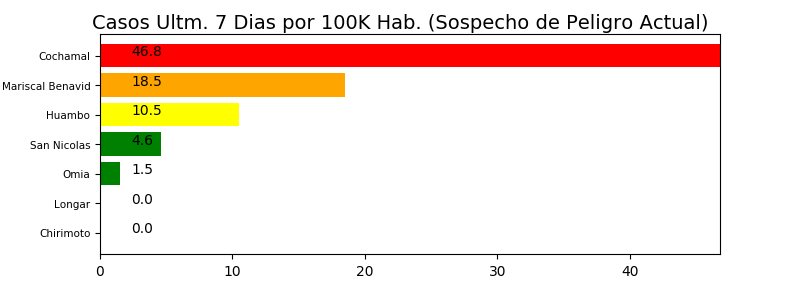 Casos Ultm. 7 Dias por 100K Hab. (Sospecho de Peligro Actual)
Cochamal 46.8
Mariscal Benavid 18.5
Huambo 10.5
San Nicolas 4.6
Omia 1.5
Longar 0.0
Chirimoto 0.0
0 10 20 30 40